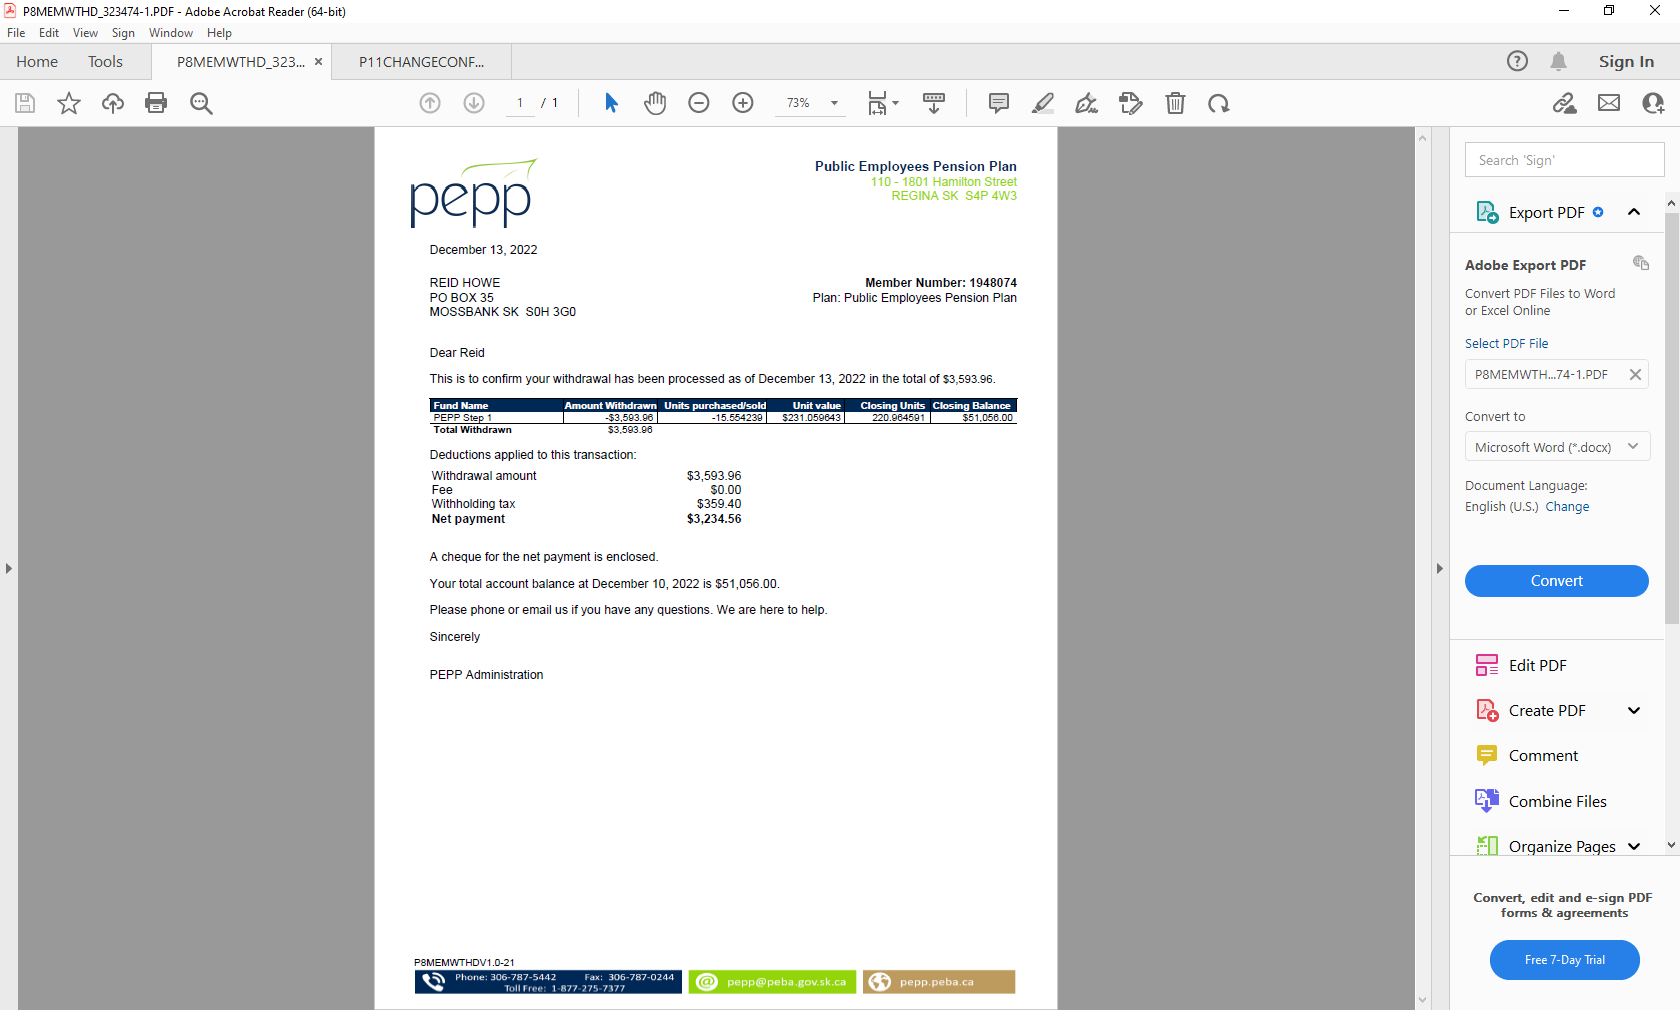 P8MEMWTHD_323474-1.PDF - Adobe Acrobat Reader (64-bit)
File Edit View Sign Window Help
Home Tools P8MEMWTHD_323... × P11CHANGECONF... Sign In
1 / 1 73%
pepp
Public Employees Pension Plan
110 - 1801 Hamilton Street
REGINA SK S4P 4W3
December 13, 2022
REID HOWE Member Number: 1948074
PO BOX 35 Plan: Public Employees Pension Plan
MOSSBANK SK S0H 3G0
Dear Reid
This is to confirm your withdrawal has been processed as of December 13, 2022 in the total of $3,593.96.
Fund Name Amount Withdrawn Units purchased/sold Unit value Closing Units Closing Balance
PEPP Step 1 -$3,593.96 -15.554239 $231.059643 220.964591 $51,056.00
Total Withdrawn $3,593.96
Deductions applied to this transaction:
Withdrawal amount $3,593.96
Fee $0.00
Withholding tax $359.40
Net payment $3,234.56
A cheque for the net payment is enclosed.
Your total account balance at December 10, 2022 is $51,056.00.
Please phone or email us if you have any questions. We are here to help.
Sincerely
PEPP Administration
P8MEMWTHDV1.0-21
Phone: 306-787-5442 Fax: 306-787-0244
Toll Free: 1-877-275-7377
pepp@peba.gov.sk.ca
pepp.peba.ca
Search 'Sign'
Export PDF
Adobe Export PDF
Convert PDF Files to Word
or Excel Online
Select PDF File
P8MEMWTH...74-1.PDF
Convert to
Microsoft Word (*.docx)
Document Language:
English (U.S.) Change
Convert
Edit PDF
Create PDF
Comment
Combine Files
Organize Pages
Convert, edit and e-sign PDF
forms & agreements
Free 7-Day Trial